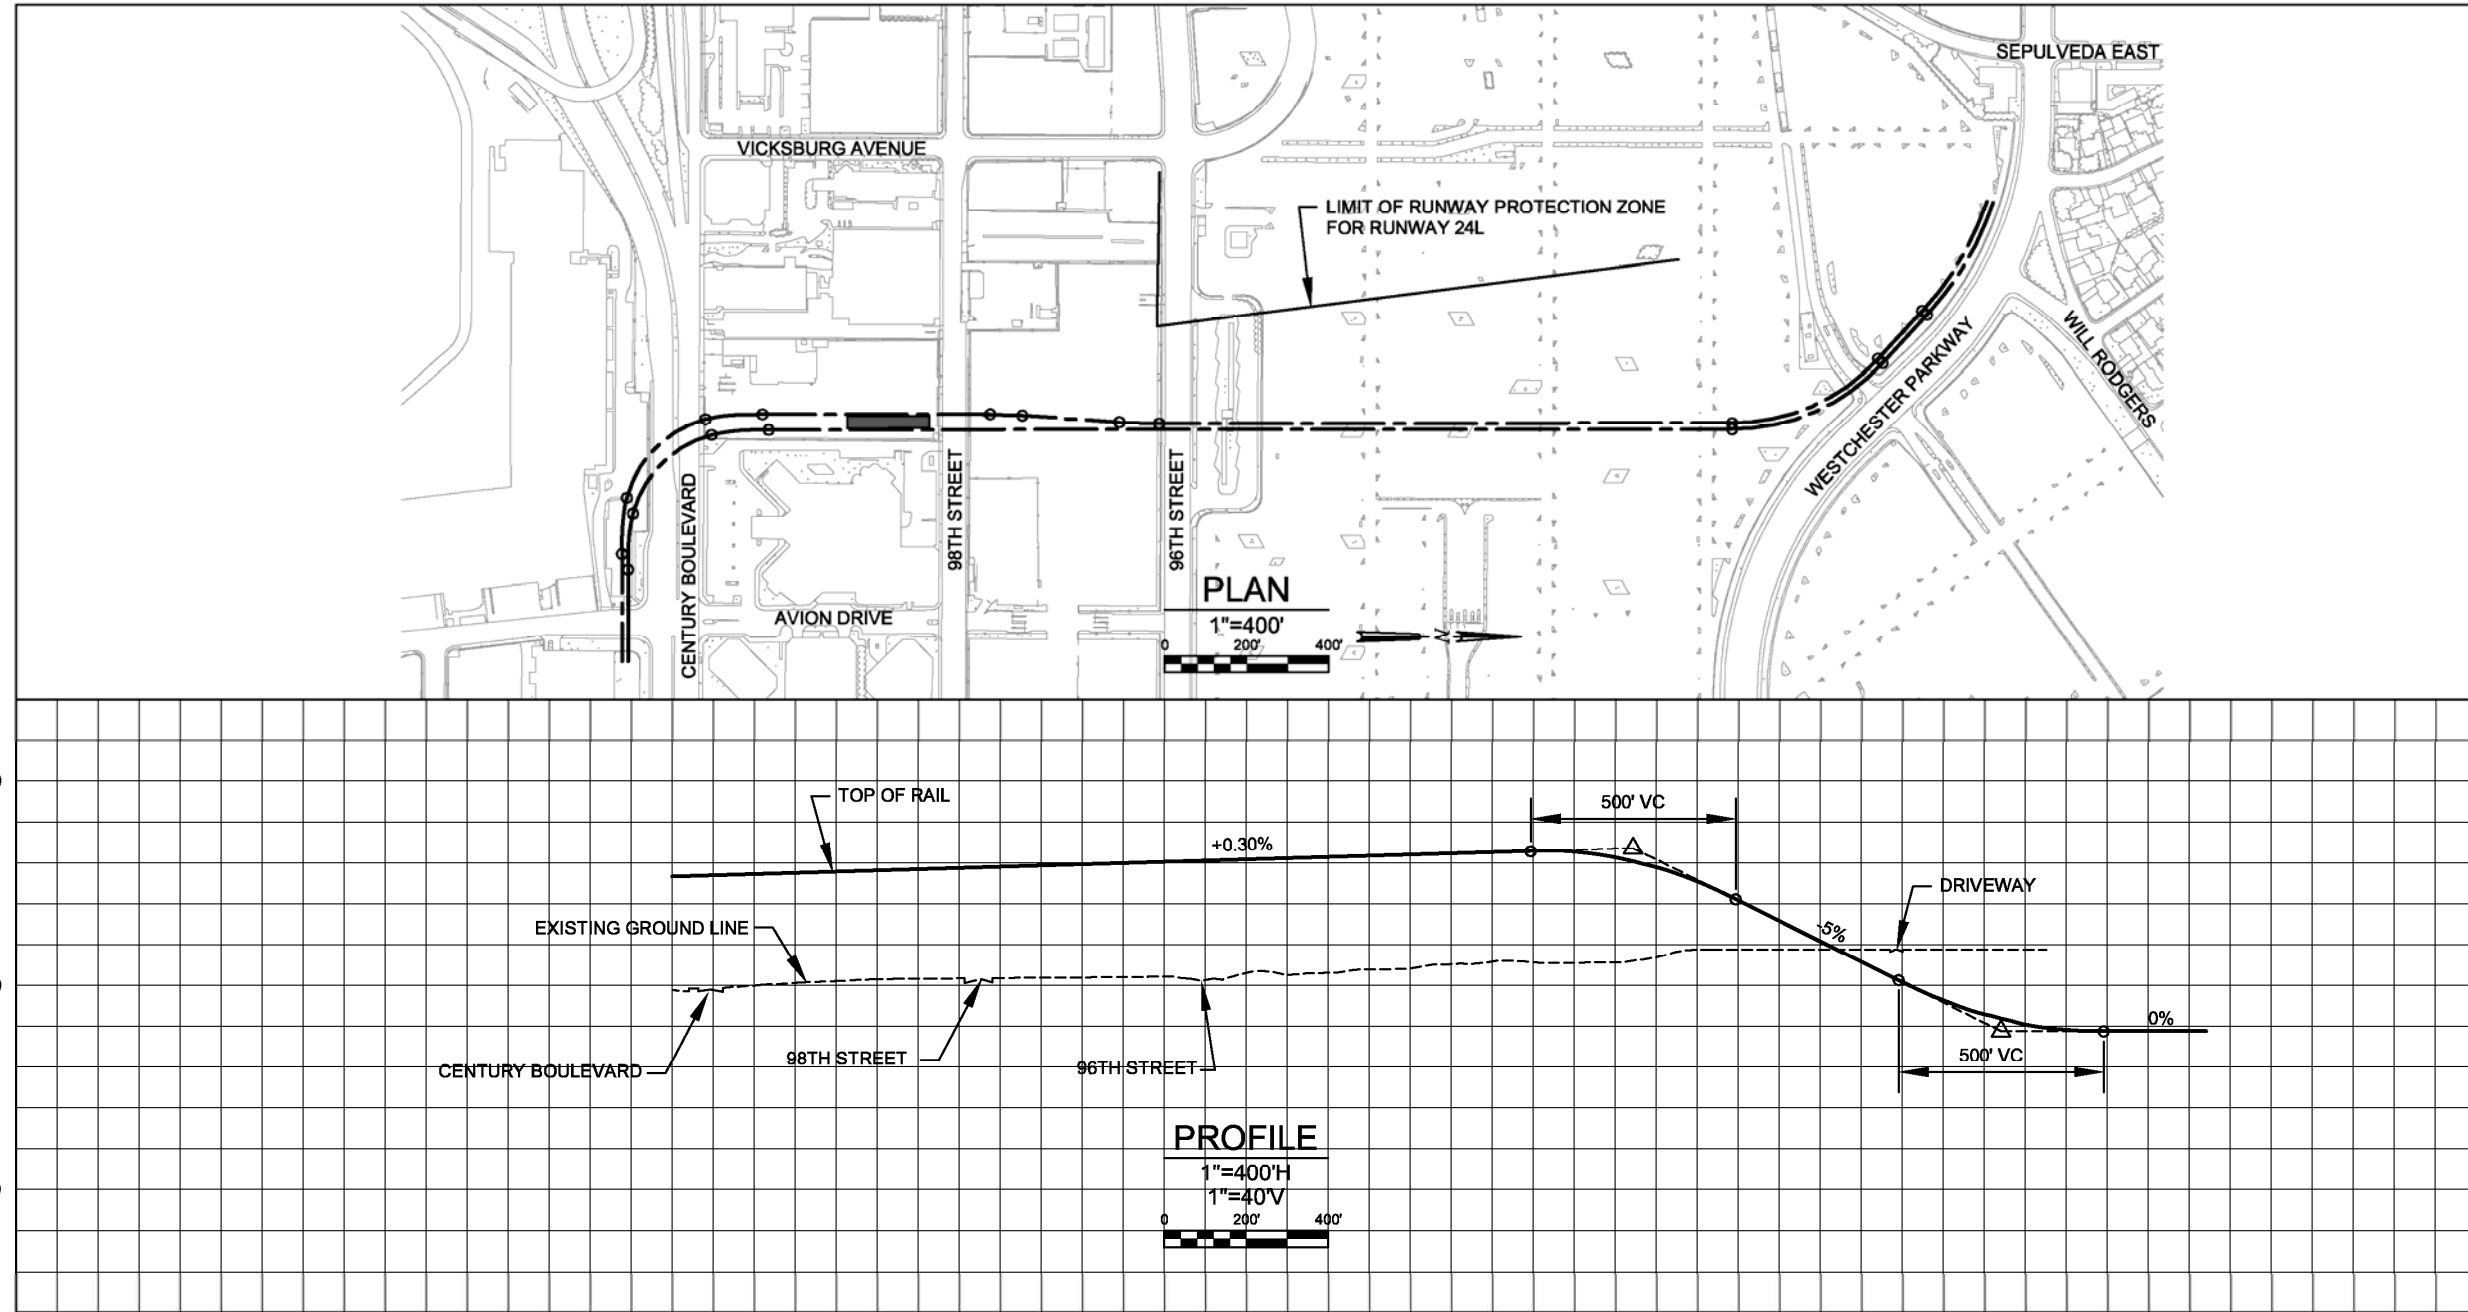 SEPULVEDA EAST
VICKSBURG AVENUE
LIMIT OF RUNWAY PROTECTION ZONE
FOR RUNWAY 24L
WILL RODGERS
WESTCHESTER PARKWAY
CENTURY BOULEVARD
98TH STREET
96TH STREET
AVION DRIVE
PLAN
1"=400'
0 200' 400'
N
TOP OF RAIL
500' VC
+0.30%
DRIVEWAY
EXISTING GROUND LINE
-5%
0%
98TH STREET
CENTURY BOULEVARD
96TH STREET
500' VC
PROFILE
1"=400'H
1"=40'V
0 200' 400'